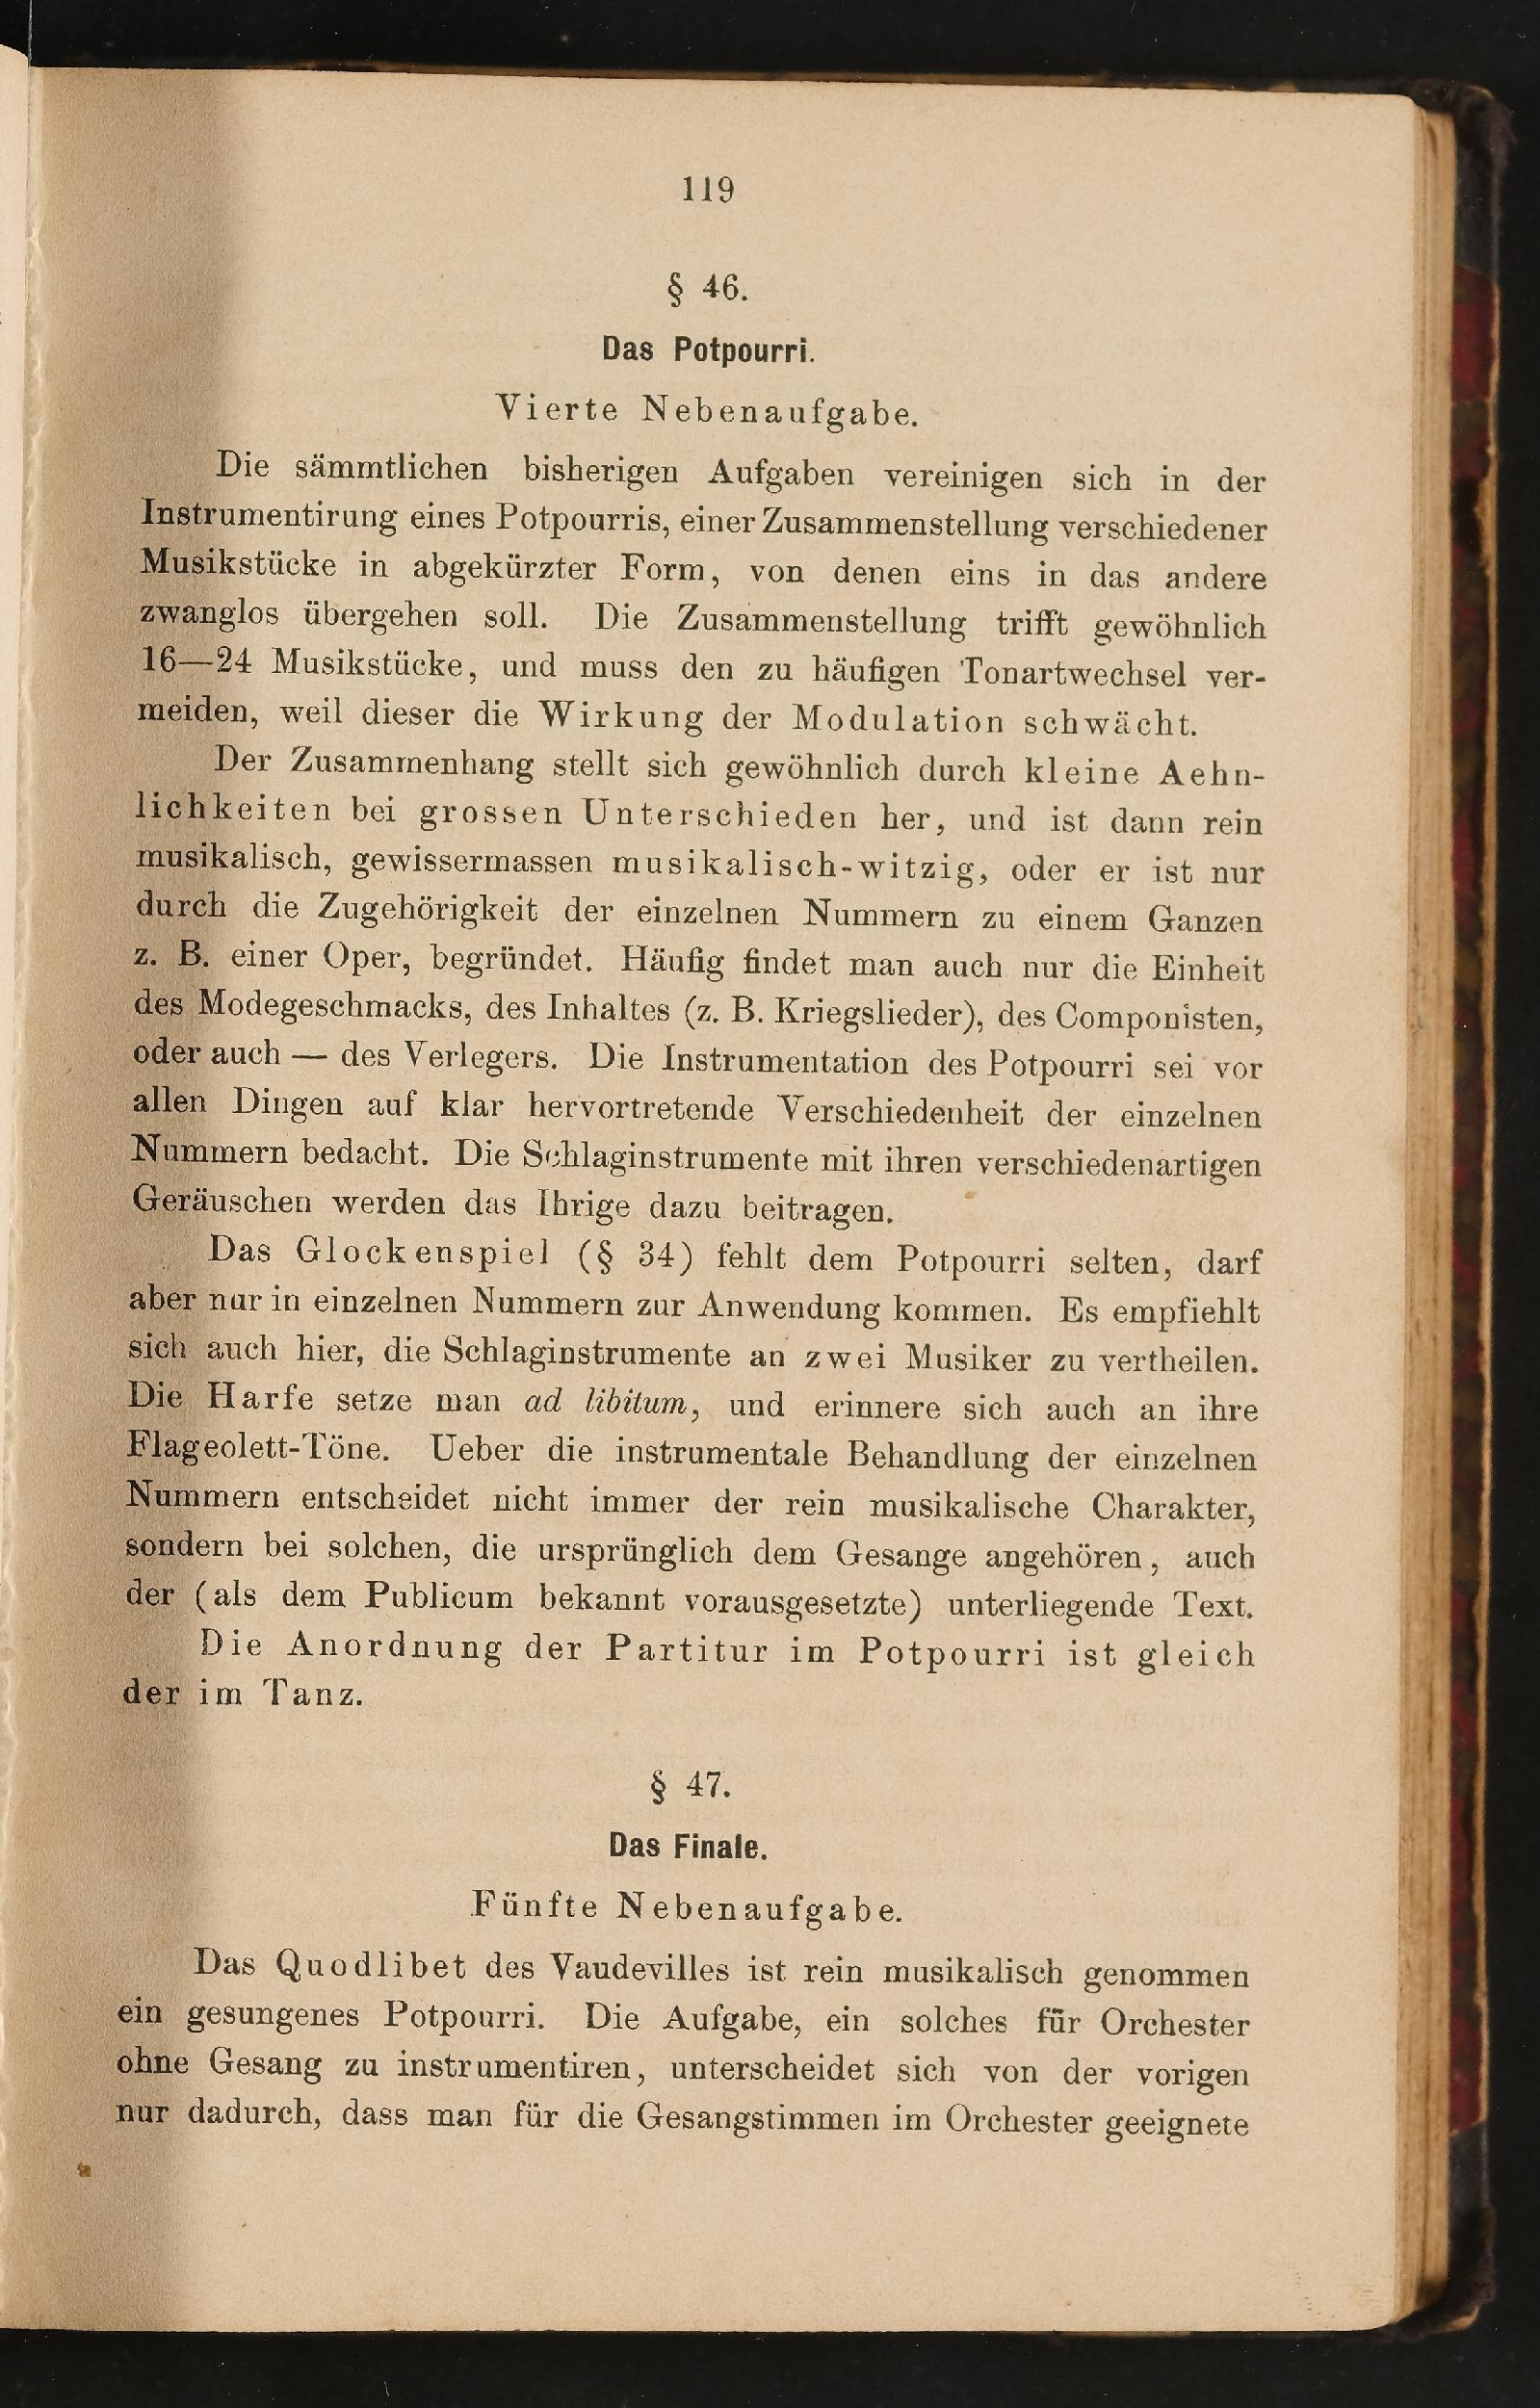 119
§ 46.
Das Potpourri.
Vierte Nebenaufgabe.
Die sämmtlichen bisherigen Aufgaben vereinigen sich in der
Instrumentirung eines Potpourris, einer Zusammenstellung verschiedener
Musikstücke in abgekürzter Form, von denen eins in das andere
zwanglos übergehen soll. Die Zusammenstellung trifft gewöhnlich
16—24 Musikstücke, und muss den zu häufigen Tonartwechsel ver-
meiden, weil dieser die Wirkung der Modulation schwächt.
Der Zusammenhang stellt sich gewöhnlich durch kleine Aehn-
lichkeiten bei grossen Unterschieden her, und ist dann rein
musikalisch, gewissermassen musikalisch-witzig, oder er ist nur
durch die Zugehörigkeit der einzelnen Nummern zu einem Ganzen
z. B. einer Oper, begründet. Häufig findet man auch nur die Einheit
des Modegeschmacks, des Inhaltes (z. B. Kriegslieder), des Componisten,
oder auch — des Verlegers. Die Instrumentation des Potpourri sei vor
allen Dingen auf klar hervortretende Verschiedenheit der einzelnen
Nummern bedacht. Die Schlaginstrumente mit ihren verschiedenartigen
Geräuschen werden das Ihrige dazu beitragen.
Das Glockenspiel (§ 34) fehlt dem Potpourri selten, darf
aber nur in einzelnen Nummern zur Anwendung kommen. Es empfiehlt
sich auch hier, die Schlaginstrumente an zwei Musiker zu vertheilen.
Die Harfe setze man ad libitum, und erinnere sich auch an ihre
Flageolett-Töne. Ueber die instrumentale Behandlung der einzelnen
Nummern entscheidet nicht immer der rein musikalische Charakter,
sondern bei solchen, die ursprünglich dem Gesange angehören, auch
der (als dem Publicum bekannt vorausgesetzte) unterliegende Text.
Die Anordnung der Partitur im Potpourri ist gleich
der im Tanz.
§ 47.
Das Finale.
Fünfte Nebenaufgabe.
Das Quodlibet des Vaudevilles ist rein musikalisch genommen
ein gesungenes Potpourri. Die Aufgabe, ein solches für Orchester
ohne Gesang zu instrumentiren, unterscheidet sich von der vorigen
nur dadurch, dass man für die Gesangstimmen im Orchester geeignete